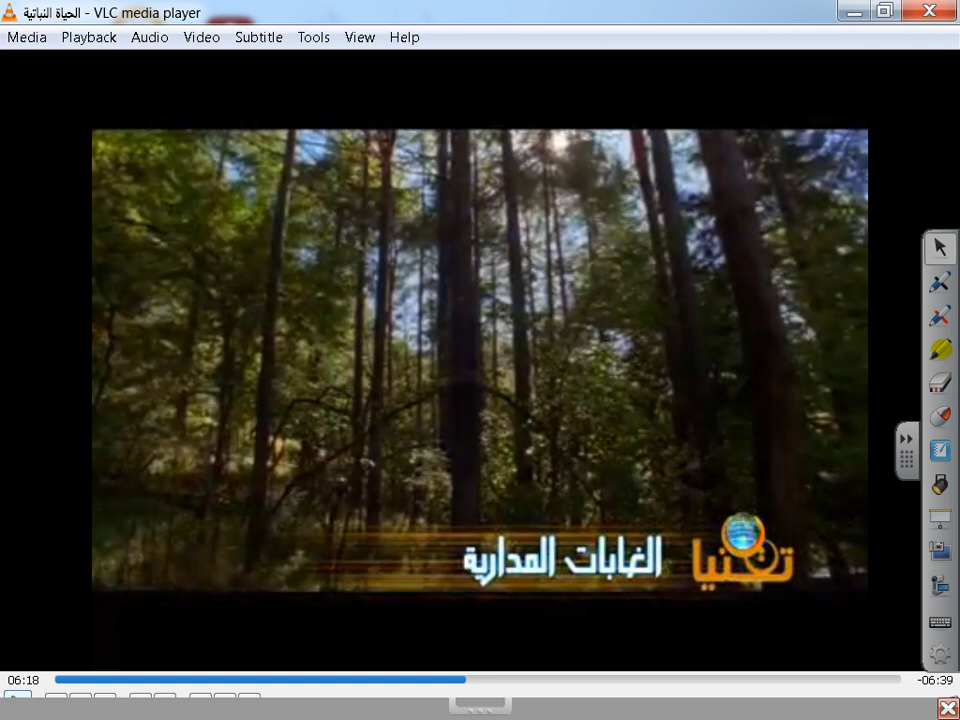 الحياة النباتية - VLC media player
Media Playback Audio Video Subtitle Tools View Help
الغابات المدارية
تقنيا
06:18
-06:39